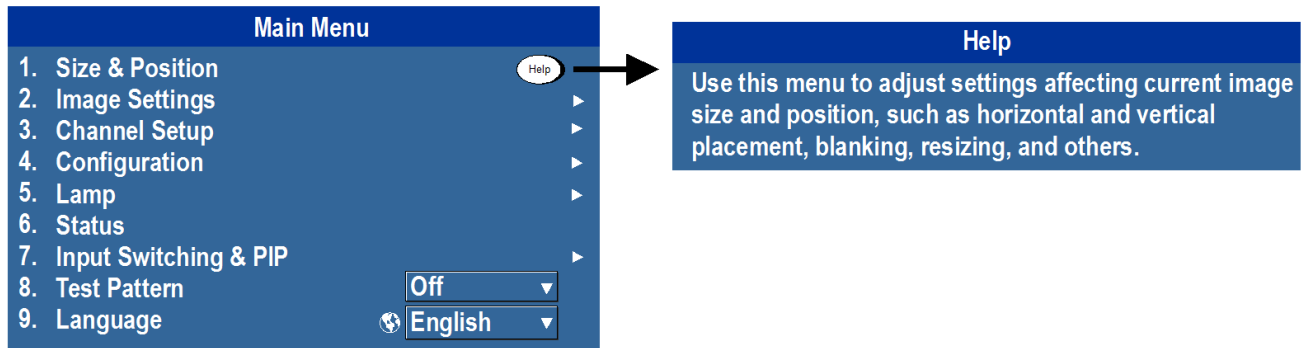 Main Menu
1. Size & Position Help
2. Image Settings
3. Channel Setup
4. Configuration
5. Lamp
6. Status
7. Input Switching & PIP
8. Test Pattern Off
9. Language English
Help
Use this menu to adjust settings affecting current image
size and position, such as horizontal and vertical
placement, blanking, resizing, and others.